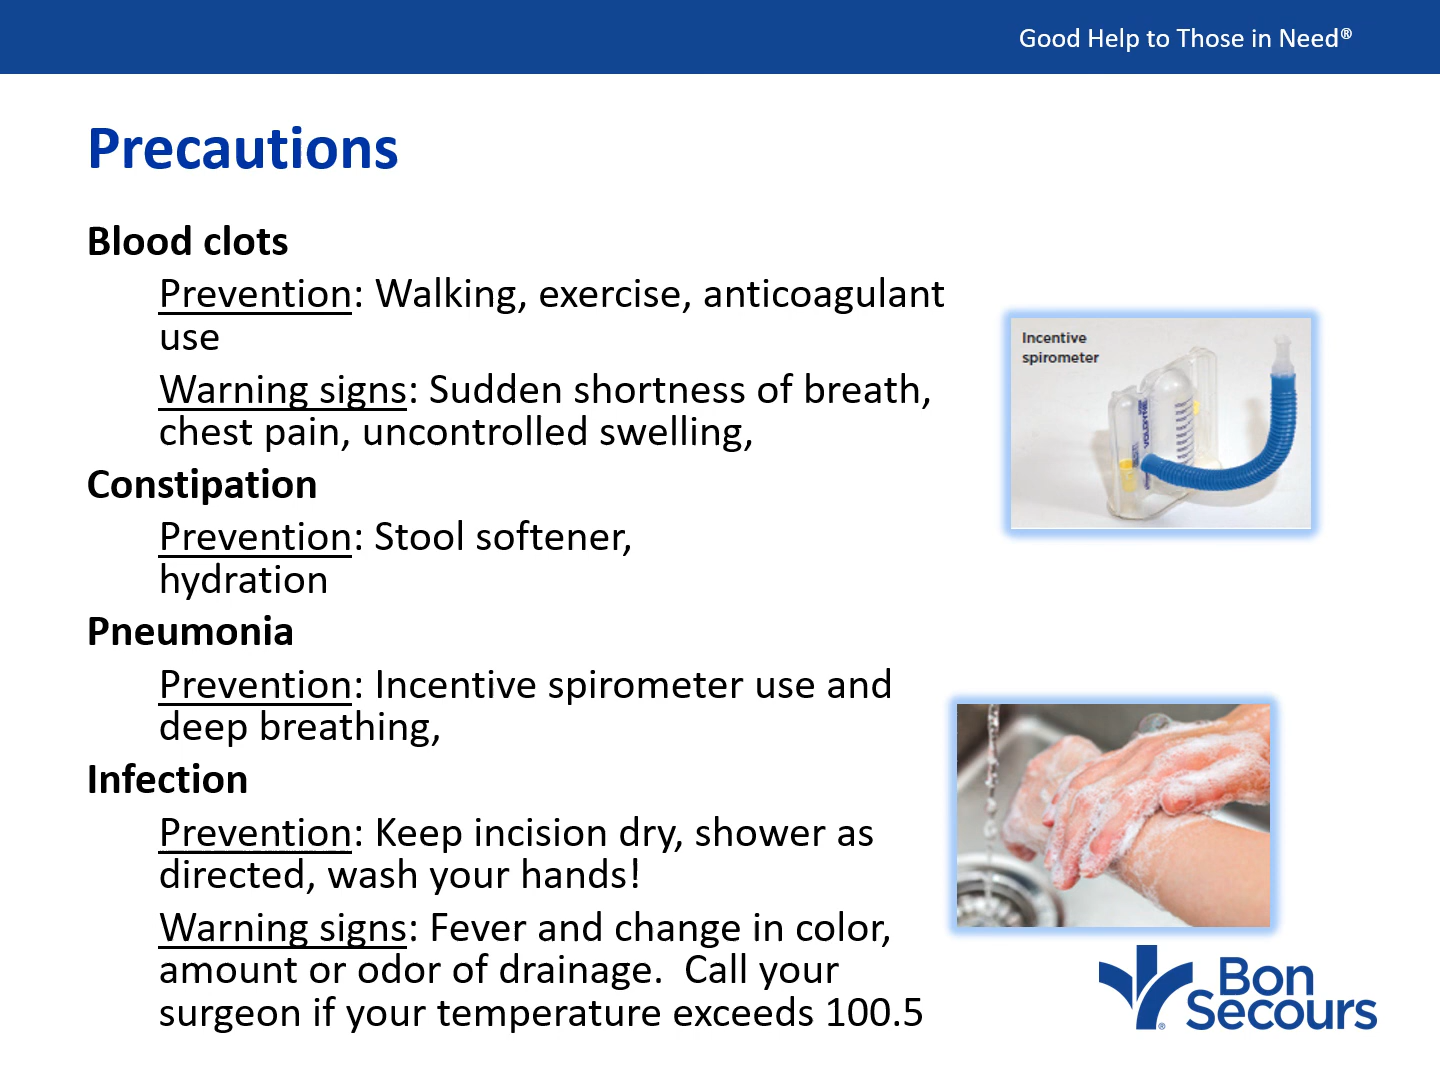 Good Help to Those in Need®
Precautions
Blood clots
Prevention: Walking, exercise, anticoagulant
use
Warning signs: Sudden shortness of breath,
chest pain, uncontrolled swelling,
Constipation
Prevention: Stool softener,
hydration
Pneumonia
Prevention: Incentive spirometer use and
deep breathing,
Infection
Prevention: Keep incision dry, shower as
directed, wash your hands!
Warning signs: Fever and change in color,
amount or odor of drainage.  Call your
surgeon if your temperature exceeds 100.5
Incentive
spirometer
VOLDYNE
Bon
Secours
®